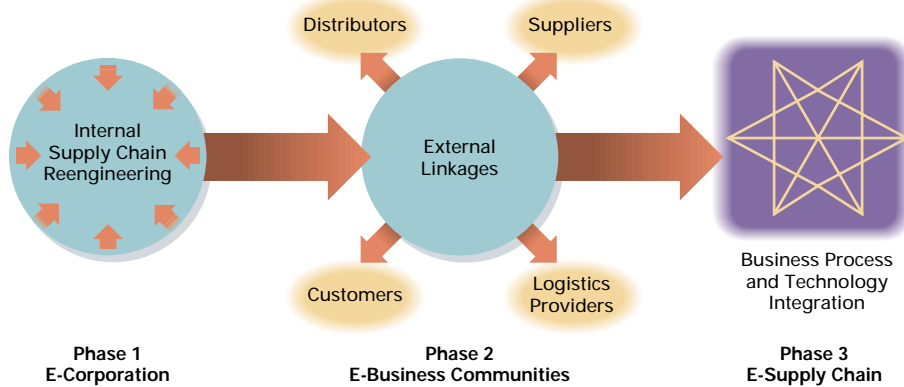 Distributors
Suppliers
Internal
Supply Chain
Reengineering
External
Linkages
Customers
Logistics
Providers
Business Process
and Technology
Integration
Phase 1
E-Corporation
Phase 2
E-Business Communities
Phase 3
E-Supply Chain